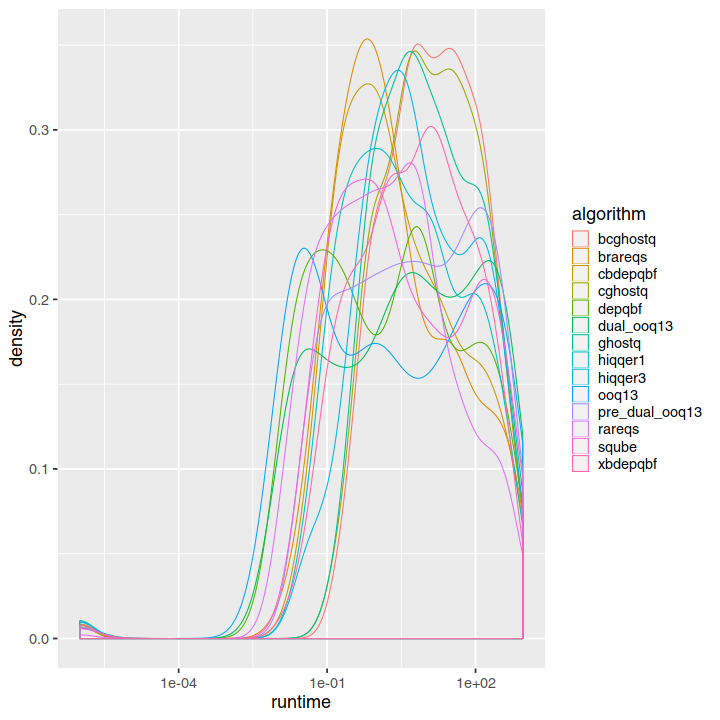 density
0.3
0.2
0.1
0.0
1e-04
1e-01
1e+02
runtime
algorithm
bcghostq
brareqs
cbdepqbf
cghostq
depqbf
dual_ooq13
ghostq
hiqqer1
hiqqer3
ooq13
pre_dual_ooq13
rareqs
sqube
xbdepqbf